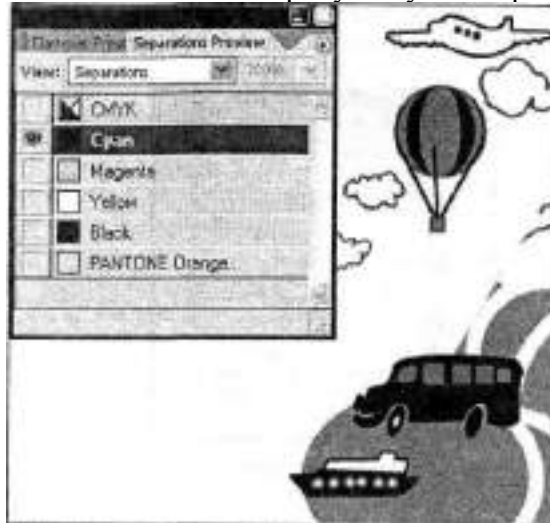 Separations Preview
View: Separations
CMYK
Cyan
Magenta
Yellow
Black
PANTONE Orange...